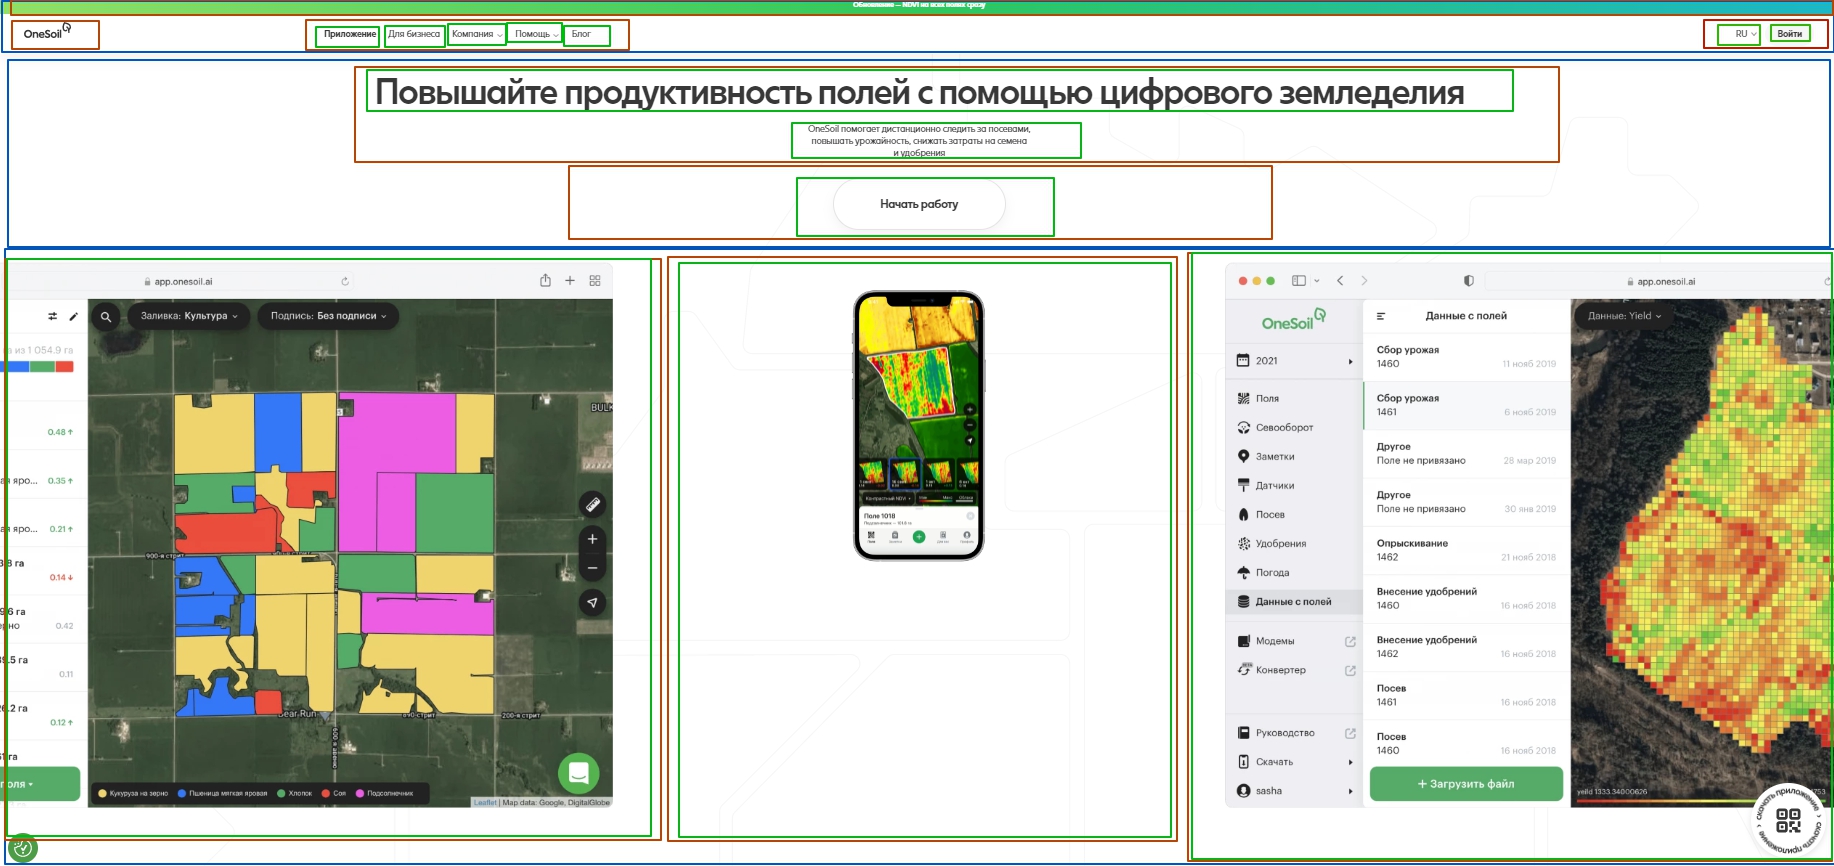 Обновление — NDVI во всех полях сразу
OneSoil
Приложение
Для бизнеса
Компания
Помощь
Блог
RU
Войти
Повышайте продуктивность полей с помощью цифрового земледелия
OneSoil помогает дистанционно следить за посевами,
повышать урожайность, снижать затраты на семена
и удобрения
Начать работу
app.onesoil.ai
Заливка: Культура
Подпись: Без подписи
из 1 054.9 га
0.48 ↑
яро... 0.35 ↑
яро... 0.21 ↑
га
0.14 ↓
га
0.42
га
0.11
га
0.12 ↑
га
BULK
900-я стрит
Bear Run
890-стрит
200-я стрит
Кукуруза на зерно
Пшеница мягкая яровая
Хлопок
Соя
Подсолнечник
Leaflet | Map data: Google, DigitalGlobe
Контрастный NDVI
Поле 1018
app.onesoil.ai
OneSoil
2021
Поля
Севооборот
Заметки
Датчики
Посев
Удобрения
Погода
Данные с полей
Модемы
Конвертер
Руководство
Скачать
sasha
Данные с полей
Сбор урожая
1460 11 нояб 2019
Сбор урожая
1461 6 нояб 2019
Другое
Поле не привязано 28 мар 2019
Другое
Поле не привязано 30 янв 2019
Опрыскивание
1462 21 нояб 2018
Внесение удобрений
1460 16 нояб 2018
Внесение удобрений
1462 16 нояб 2018
Посев
1461 16 нояб 2018
Посев
1460 16 нояб 2018
+ Загрузить файл
Данные: Yield
yeild 1333.34000626
753
скачать приложение
скачать приложение